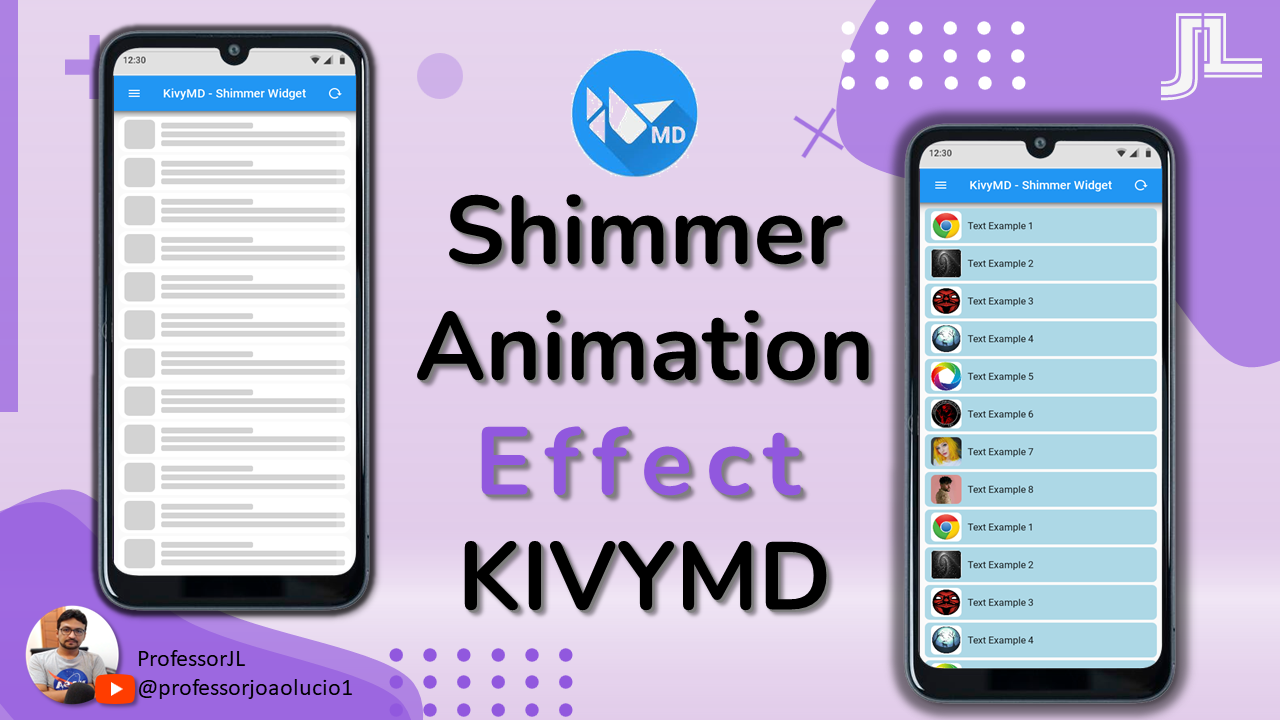 12:30
KivyMD - Shimmer Widget
MD
Shimmer
Animation
Effect
KIVYMD
JL
12:30
KivyMD - Shimmer Widget
Text Example 1
Text Example 2
Text Example 3
Text Example 4
Text Example 5
Text Example 6
Text Example 7
Text Example 8
Text Example 1
Text Example 2
Text Example 3
Text Example 4
ProfessorJL
@professorjoaolucio1